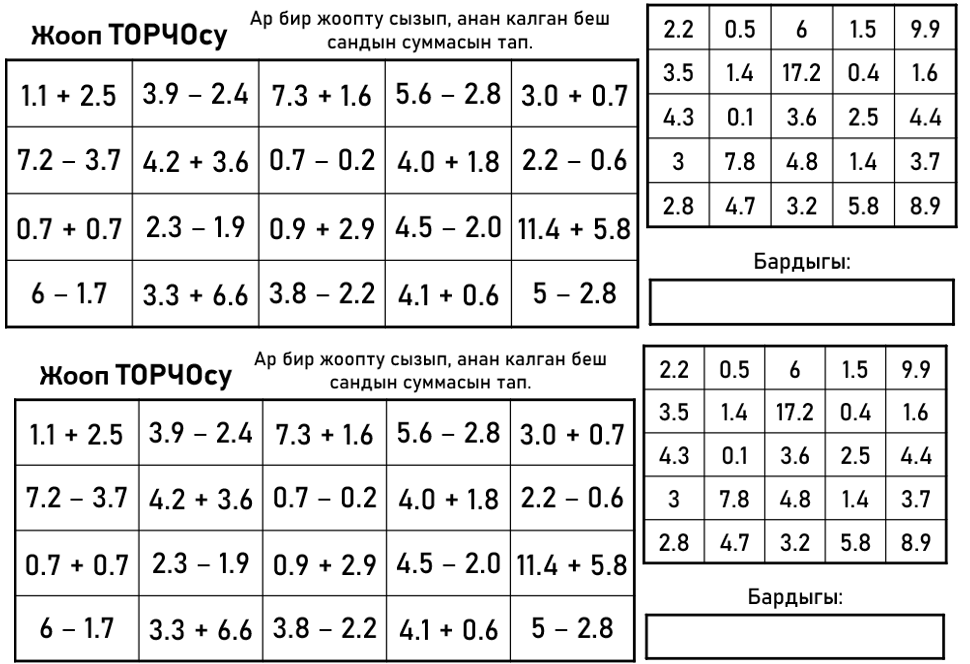 Жооп ТОРЧОсу
Ар бир жоопту сызып, анан калган беш
сандын суммасын тап.
1.1 + 2.5 3.9 – 2.4 7.3 + 1.6 5.6 – 2.8 3.0 + 0.7
7.2 – 3.7 4.2 + 3.6 0.7 – 0.2 4.0 + 1.8 2.2 – 0.6
0.7 + 0.7 2.3 – 1.9 0.9 + 2.9 4.5 – 2.0 11.4 + 5.8
6 – 1.7 3.3 + 6.6 3.8 – 2.2 4.1 + 0.6 5 – 2.8
2.2 0.5 6 1.5 9.9
3.5 1.4 17.2 0.4 1.6
4.3 0.1 3.6 2.5 4.4
3 7.8 4.8 1.4 3.7
2.8 4.7 3.2 5.8 8.9
Бардыгы:
Жооп ТОРЧОсу
Ар бир жоопту сызып, анан калган беш
сандын суммасын тап.
1.1 + 2.5 3.9 – 2.4 7.3 + 1.6 5.6 – 2.8 3.0 + 0.7
7.2 – 3.7 4.2 + 3.6 0.7 – 0.2 4.0 + 1.8 2.2 – 0.6
0.7 + 0.7 2.3 – 1.9 0.9 + 2.9 4.5 – 2.0 11.4 + 5.8
6 – 1.7 3.3 + 6.6 3.8 – 2.2 4.1 + 0.6 5 – 2.8
2.2 0.5 6 1.5 9.9
3.5 1.4 17.2 0.4 1.6
4.3 0.1 3.6 2.5 4.4
3 7.8 4.8 1.4 3.7
2.8 4.7 3.2 5.8 8.9
Бардыгы: